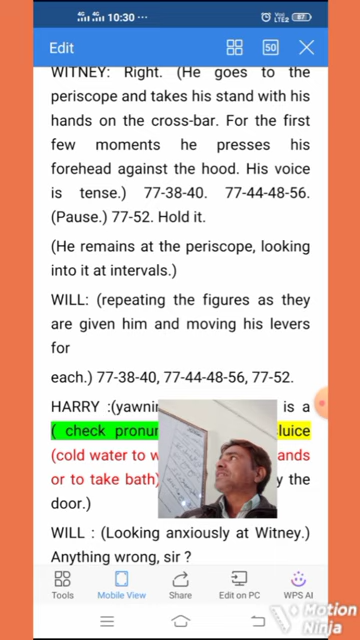 4G 4G 10:30 ...
Vo) LTE2 87
Edit
50
WITNEY: Right. (He goes to the
periscope and takes his stand with his
hands on the cross-bar. For the first
few moments he presses his
forehead against the hood. His voice
is tense.) 77-38-40. 77-44-48-56.
(Pause.) 77-52. Hold it.
(He remains at the periscope, looking
into it at intervals.)
WILL: (repeating the figures as they
are given him and moving his levers
for
each.) 77-38-40, 77-44-48-56, 77-52.
HARRY :(yawnin is a
( check pronun luice
(cold water to w ands
or to take bath) y the
door.)
WILL : (Looking anxiously at Witney.)
Anything wrong, sir ?
Tools
Mobile View
Share
Edit on PC
WPS AI
Motion
Ninja